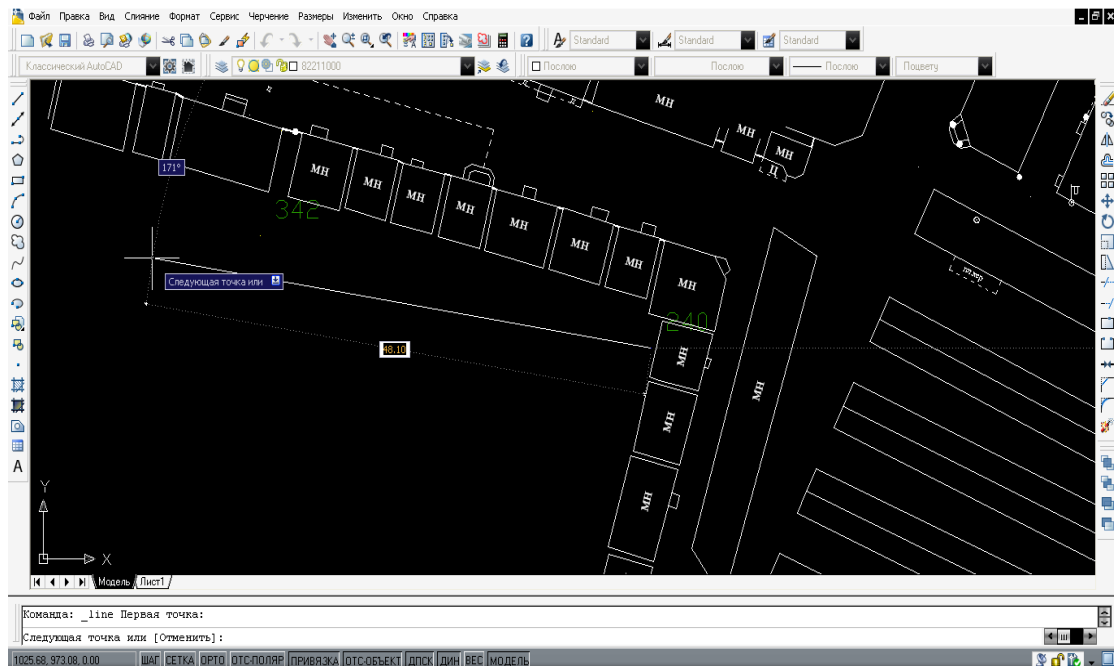 Файл Правка Вид Слияние Формат Сервис Черчение Размеры Изменить Окно Справка
Standard Standard Standard
Классический AutoCAD 82211000 Послою Послою Послою Поцвету
МН
МН
МН
Ц
171°
МН
МН
МН
МН
МН
МН
МН
МН
342
240
Следующая точка или
48.10
МН
МН
МН
МН
A
Y
X
Модель Лист1
Команда: _line Первая точка:
Следующая точка или [Отменить]:
1025.68, 973.08, 0.00 ШАГ СЕТКА ОРТО ОТС-ПОЛЯР ПРИВЯЗКА ОТС-ОБЪЕКТ ДПСК ДИН ВЕС МОДЕЛЬ